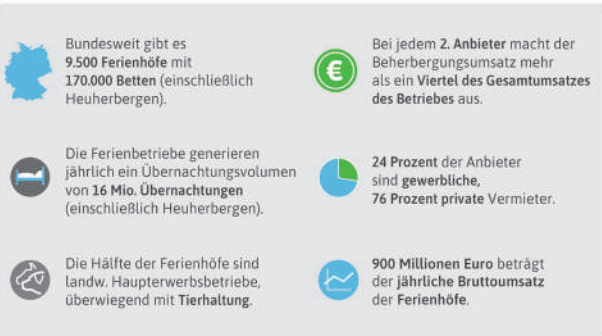 Bundesweit gibt es
9.500 Ferienhöfe mit
170.000 Betten (einschließlich
Heuherbergen).
Bei jedem 2. Anbieter macht der
Beherbergungsumsatz mehr
als ein Viertel des Gesamtumsatzes
des Betriebes aus.
Die Ferienbetriebe generieren
jährlich ein Übernachtungsvolumen
von 16 Mio. Übernachtungen
(einschließlich Heuherbergen).
24 Prozent der Anbieter
sind gewerbliche,
76 Prozent private Vermieter.
Die Hälfte der Ferienhöfe sind
landw. Haupterwerbsbetriebe,
überwiegend mit Tierhaltung.
900 Millionen Euro beträgt
der jährliche Bruttoumsatz
der Ferienhöfe.